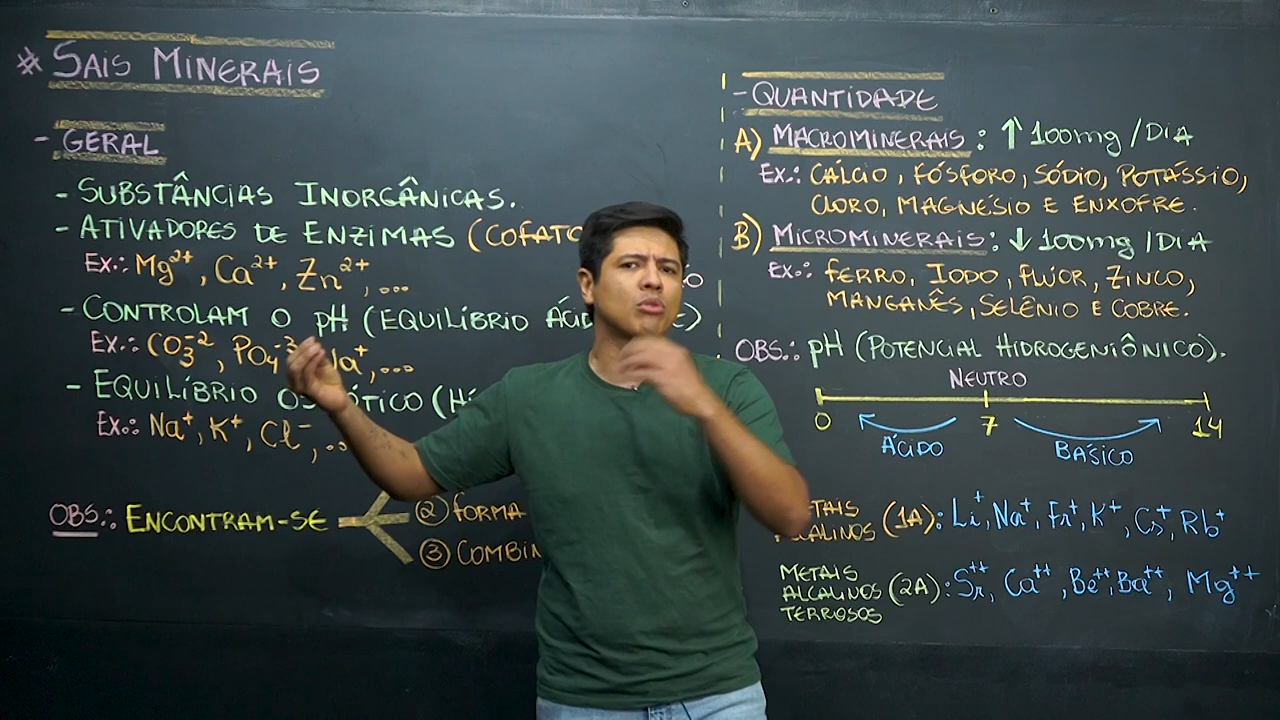 * SAIS MINERAIS
- GERAL
- SUBSTÂNCIAS INORGÂNICAS.
- ATIVADORES DE ENZIMAS
EX.: Mg²⁺, Ca²⁺, Zn²⁺, ...
- CONTROLAM O pH (EQUILÍBRIO
EX.: CO₃⁻², PO₄⁻³ Na⁺, ...
- EQUILÍBRIO
EX.: Na⁺, K⁺, Cl⁻, ...
OBS.: ENCONTRAM-SE
② FORMA
③
- QUANTIDADE
A) MACROMINERAIS: ↑ 100mg /DIA
EX.: CÁLCIO, FÓSFORO, SÓDIO, POTÁSSIO,
CLORO, MAGNÉSIO E ENXOFRE.
B) MICROMINERAIS: ↓ 100mg /DIA
EX.: FERRO, IODO, FLÚOR, ZINCO,
MANGANÊS, SELÊNIO E COBRE.
OBS.: pH (POTENCIAL HIDROGENIÔNICO).
NEUTRO
0 7 14
ÁCIDO BÁSICO
(1A): Li⁺, Na⁺, Fr⁺, K⁺, Cs⁺, Rb⁺
METAIS
ALCALINOS (2A): Sr⁺⁺, Ca⁺⁺, Be⁺⁺, Ba⁺⁺, Mg⁺⁺
TERROSOS